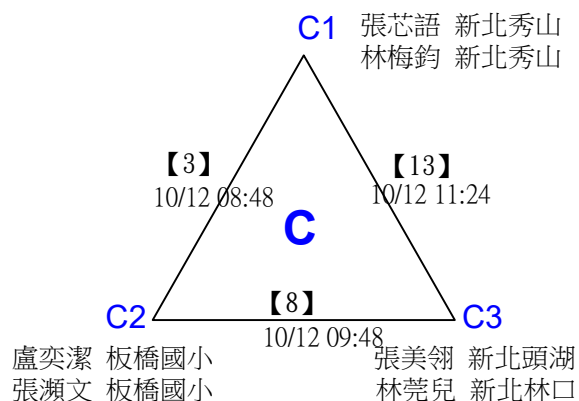 C1
張芯語 新北秀山
林梅鈞 新北秀山
【3】
10/12 08:48
【13】
10/12 11:24
C
【8】
10/12 09:48
C2
C3
盧奕潔 板橋國小
張瀕文 板橋國小
張美翎 新北頭湖
林莞兒 新北林口